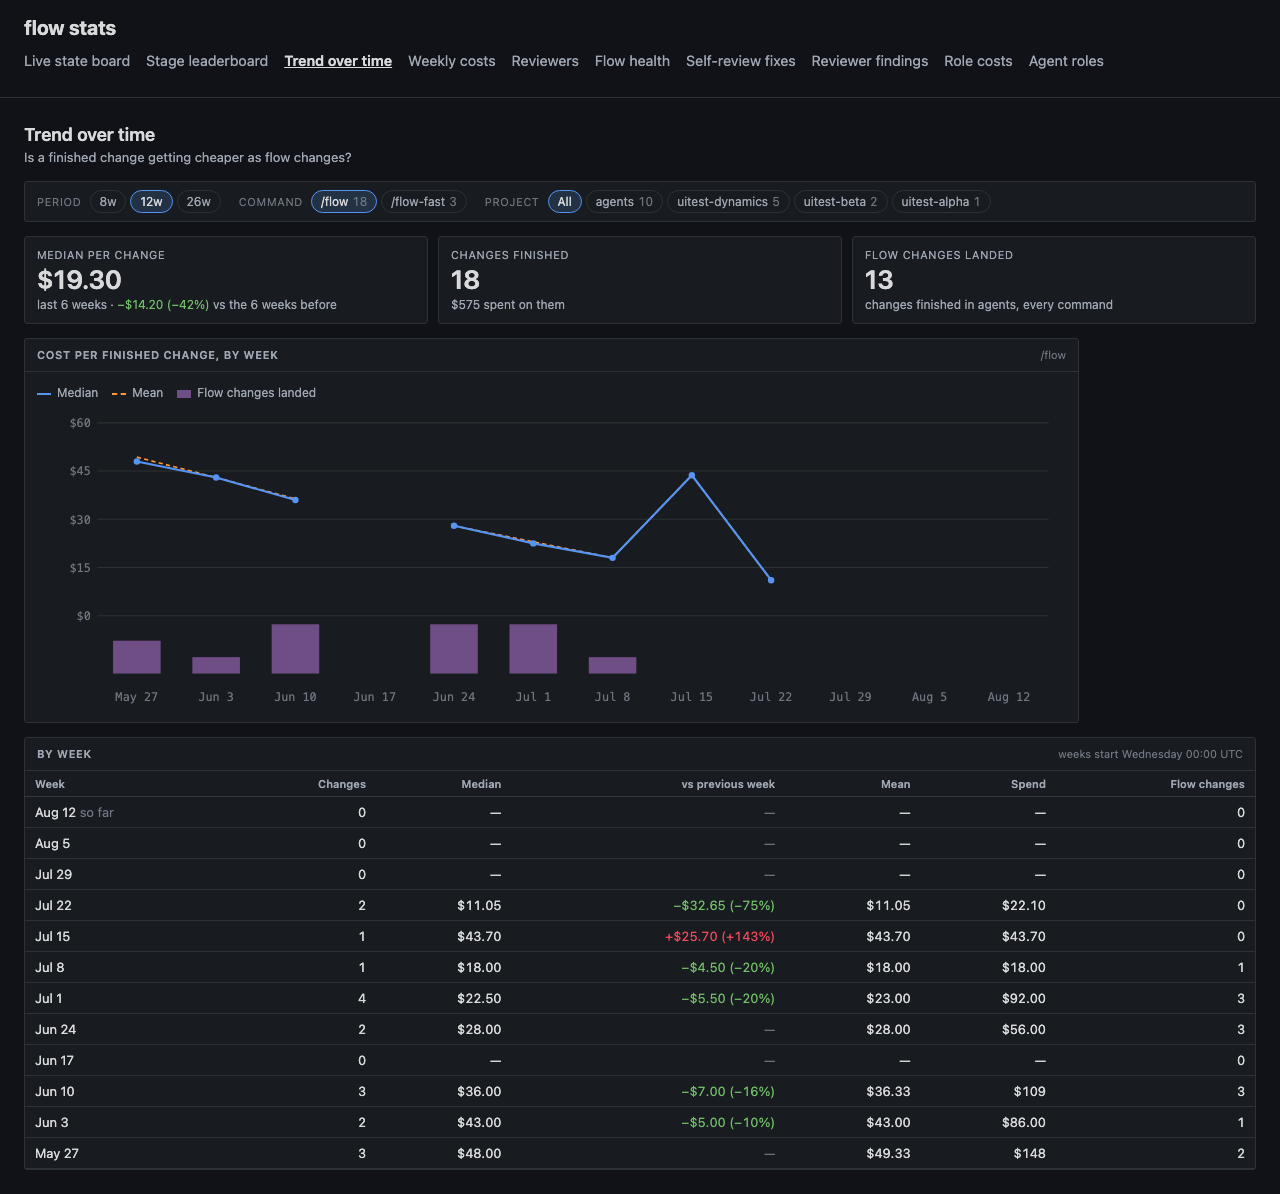 flow stats
Live state board Stage leaderboard Trend over time Weekly costs Reviewers Flow health Self-review fixes Reviewer findings Role costs Agent roles
Trend over time
Is a finished change getting cheaper as flow changes?
PERIOD 8w 12w 26w COMMAND /flow 18 /flow-fast 3 PROJECT All agents 10 uitest-dynamics 5 uitest-beta 2 uitest-alpha 1
MEDIAN PER CHANGE
$19.30
last 6 weeks · −$14.20 (−42%) vs the 6 weeks before
CHANGES FINISHED
18
$575 spent on them
FLOW CHANGES LANDED
13
changes finished in agents, every command
COST PER FINISHED CHANGE, BY WEEK /flow
Median Mean Flow changes landed
$60
$45
$30
$15
$0
May 27 Jun 3 Jun 10 Jun 17 Jun 24 Jul 1 Jul 8 Jul 15 Jul 22 Jul 29 Aug 5 Aug 12
BY WEEK weeks start Wednesday 00:00 UTC
Week Changes Median vs previous week Mean Spend Flow changes
Aug 12 so far 0 — — — — 0
Aug 5 0 — — — — 0
Jul 29 0 — — — — 0
Jul 22 2 $11.05 −$32.65 (−75%) $11.05 $22.10 0
Jul 15 1 $43.70 +$25.70 (+143%) $43.70 $43.70 0
Jul 8 1 $18.00 −$4.50 (−20%) $18.00 $18.00 1
Jul 1 4 $22.50 −$5.50 (−20%) $23.00 $92.00 3
Jun 24 2 $28.00 — $28.00 $56.00 3
Jun 17 0 — — — — 0
Jun 10 3 $36.00 −$7.00 (−16%) $36.33 $109 3
Jun 3 2 $43.00 −$5.00 (−10%) $43.00 $86.00 1
May 27 3 $48.00 — $49.33 $148 2